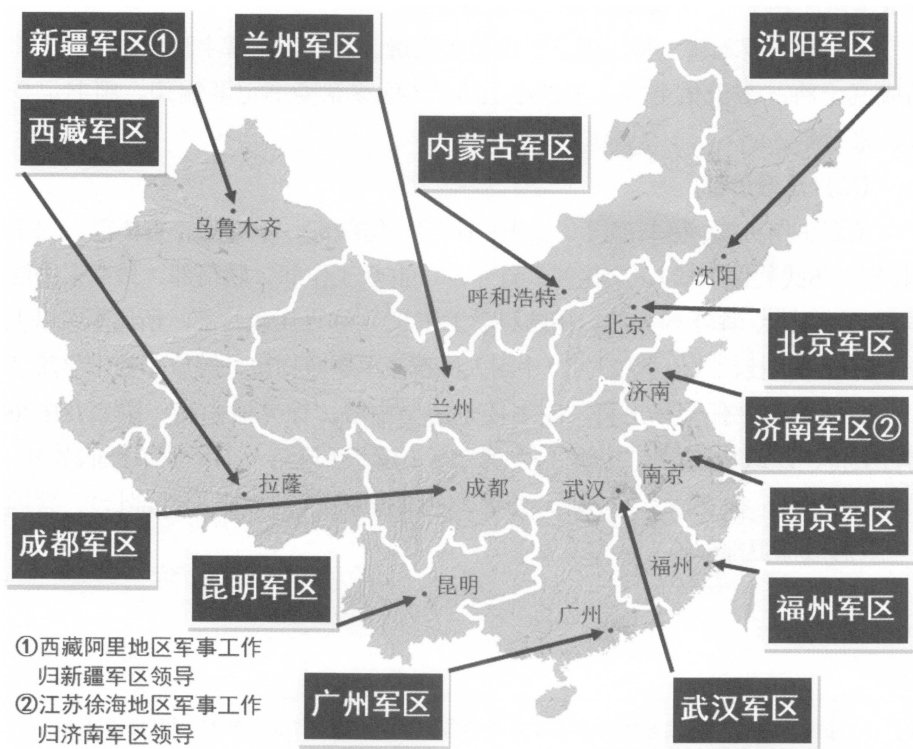 新疆军区①
兰州军区
沈阳军区
西藏军区
内蒙古军区
乌鲁木齐
沈阳
呼和浩特
北京
北京军区
济南
兰州
济南军区②
拉萨
成都
武汉
南京
南京军区
成都军区
昆明军区
昆明
福州
福州军区
广州
①西藏阿里地区军事工作
归新疆军区领导
②江苏徐海地区军事工作
归济南军区领导
广州军区
武汉军区